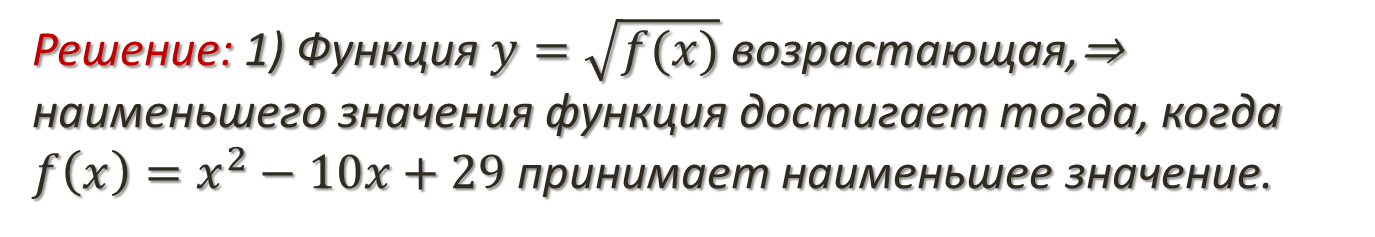 Решение: 1) Функция y = √f(x) возрастающая,⇒
наименьшего значения функция достигает тогда, когда
f(x) = x² − 10x + 29 принимает наименьшее значение.